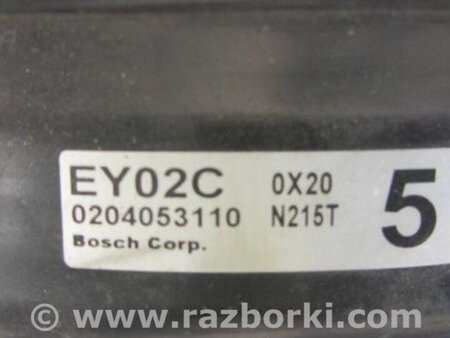 EY02C 0X20 5
0204053110 N215T
Bosch Corp.
© www.razborki.com